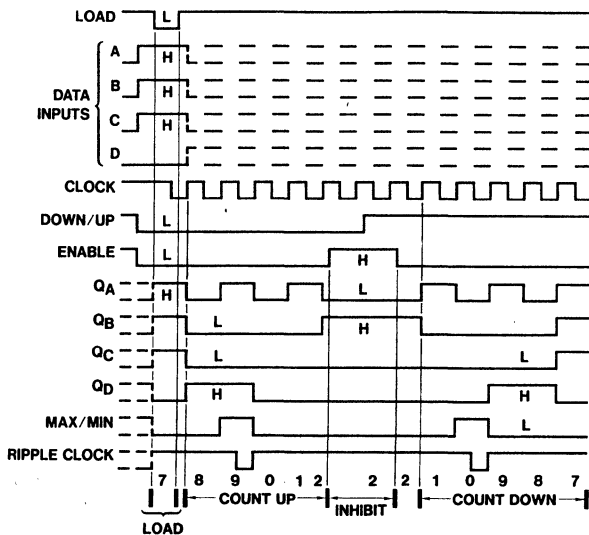 LOAD L
A H
B H
DATA INPUTS
C H
D
CLOCK
DOWN/UP L
ENABLE L H
QA H L
QB L H
QC L L
QD H H
MAX/MIN L
RIPPLE CLOCK
7 8 9 0 1 2 2 2 1 0 9 8 7
COUNT UP COUNT DOWN
INHIBIT
LOAD